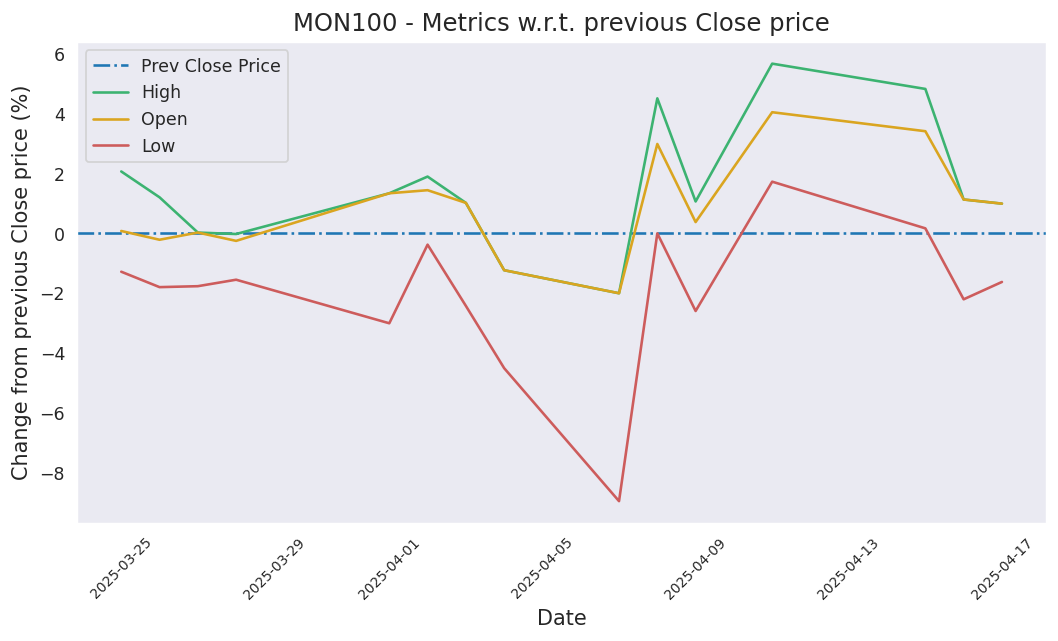 MON100 - Metrics w.r.t. previous Close price
Change from previous Close price (%)
6
4
2
0
−2
−4
−6
−8
Prev Close Price
High
Open
Low
2025-03-25
2025-03-29
2025-04-01
2025-04-05
2025-04-09
2025-04-13
2025-04-17
Date